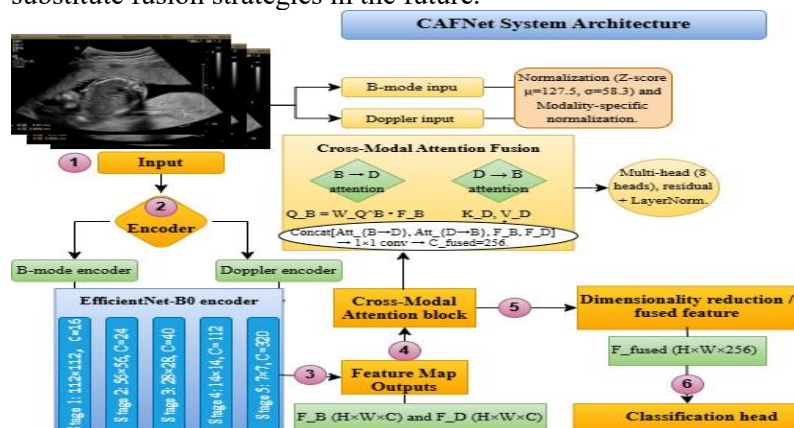 substitute fusion strategies in the future.
CAFNet System Architecture
B-mode inpu
Doppler input
Normalization (Z-score
μ=127.5, σ=58.3) and
Modality-specific
normalization.
1
Input
2
Encoder
B-mode encoder
Doppler encoder
EfficientNet-B0 encoder
Stage 1: 112×112, C=16
Stage 2: 56×56, C=24
Stage 3: 28×28, C=40
Stage 4: 14×14, C=112
Stage 5: 7×7, C=320
3
Feature Map
Outputs
F_B (H×W×C) and F_D (H×W×C)
4
Cross-Modal
Attention block
Cross-Modal Attention Fusion
B → D
attention
D → B
attention
Q_B = W_Q^B · F_B
K_D, V_D
Concat[Att_{B→D}, Att_{D→B}, F_B, F_D]
→ 1×1 conv → C_fused=256.
Multi-head (8
heads), residual
+ LayerNorm.
5
Dimensionality reduction /
fused feature
F_fused (H×W×256)
6
Classification head